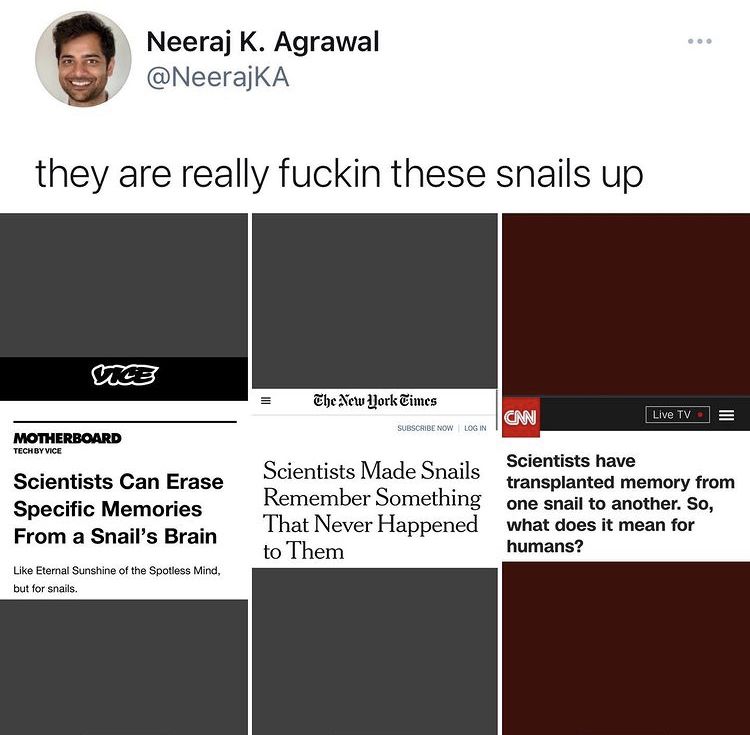 Neeraj K. Agrawal
@NeerajKA
they are really fuckin these snails up
VICE
MOTHERBOARD
TECH BY VICE
Scientists Can Erase
Specific Memories
From a Snail's Brain
Like Eternal Sunshine of the Spotless Mind,
but for snails.
The New York Times
SUBSCRIBE NOW | LOG IN
Scientists Made Snails
Remember Something
That Never Happened
to Them
CNN
Live TV
Scientists have
transplanted memory from
one snail to another. So,
what does it mean for
humans?